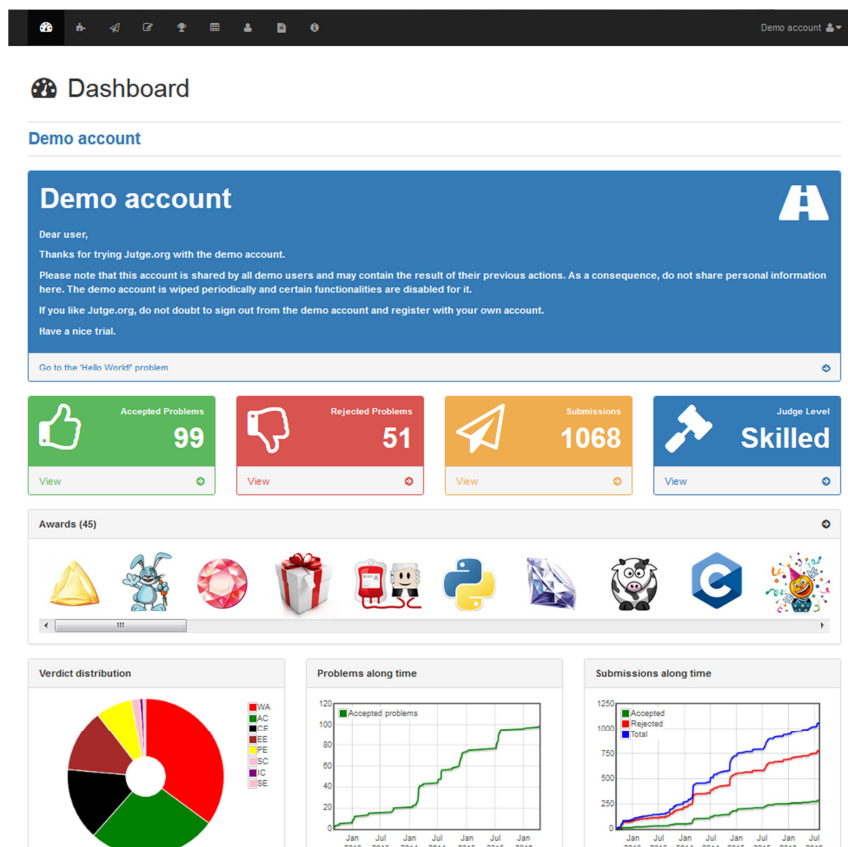 Demo account
Dashboard
Demo account
Demo account
Dear user,
Thanks for trying Jutge.org with the demo account.
Please note that this account is shared by all demo users and may contain the result of their previous actions. As a consequence, do not share personal information
here. The demo account is wiped periodically and certain functionalities are disabled for it.
If you like Jutge.org, do not doubt to sign out from the demo account and register with your own account.
Have a nice trial.
Go to the 'Hello World!' problem
Accepted Problems
99
View
Rejected Problems
51
View
Submissions
1068
View
Judge Level
Skilled
View
Awards (45)
C
Verdict distribution
WA
AC
CE
EE
PE
SC
IC
SE
Problems along time
Accepted problems
120
100
80
60
40
20
0
Jan Jul Jan Jul Jan Jul Jan
Submissions along time
Accepted
Rejected
Total
1250
1000
750
500
250
0
Jan Jul Jan Jul Jan Jul Jan Jul